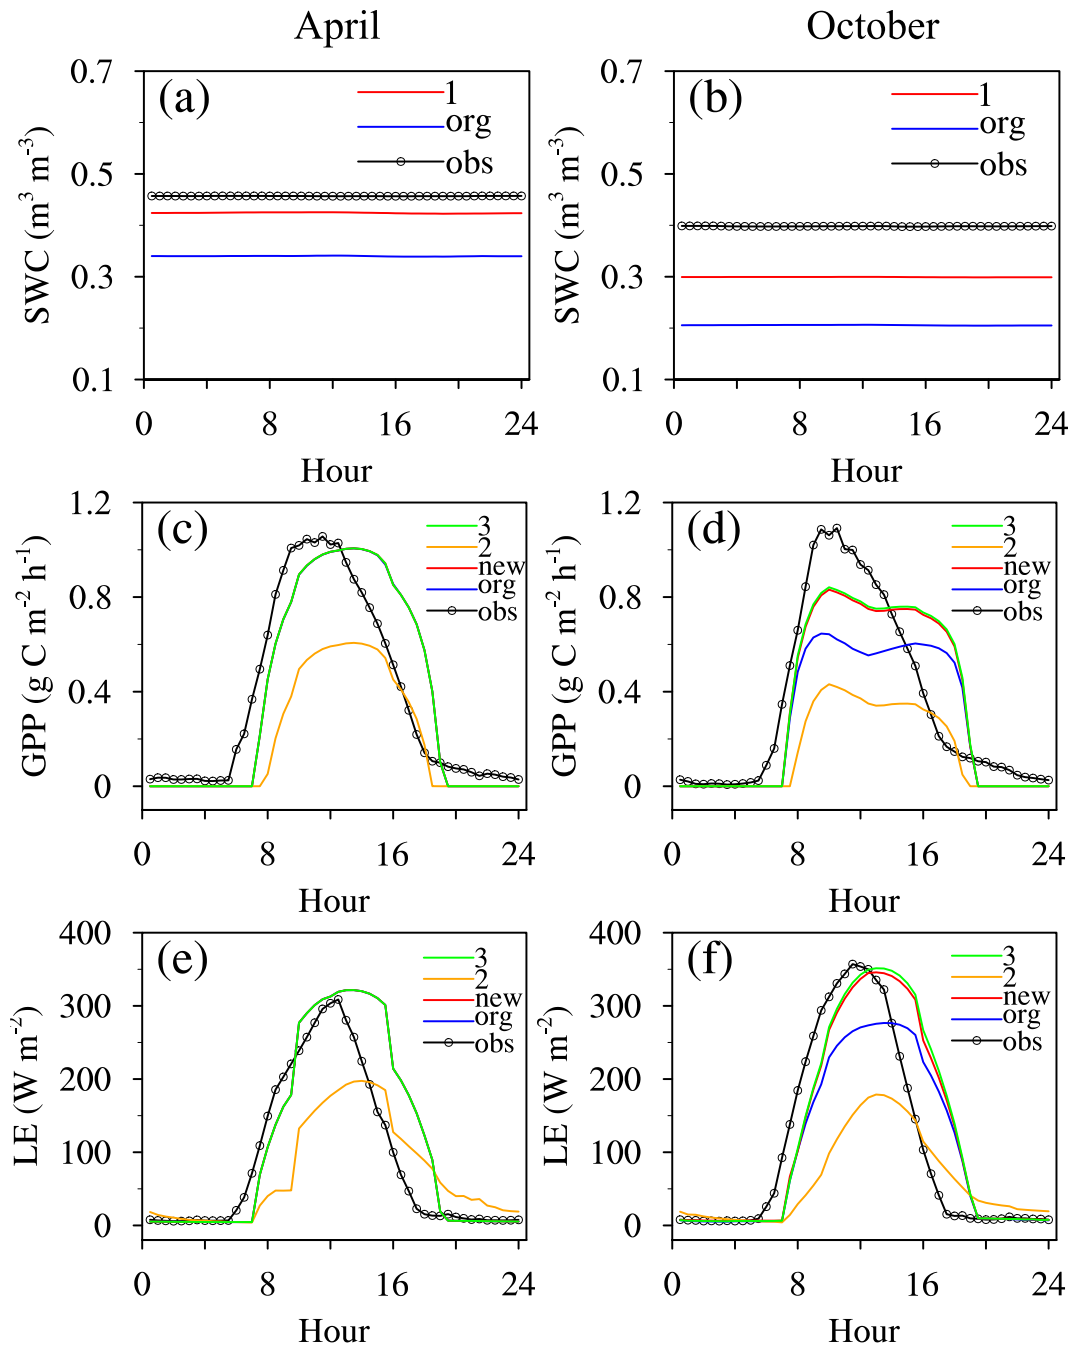 April
October
(a)
1
org
obs
0.7
0.5
0.3
0.1
SWC (m³ m⁻³)
0 8 16 24
Hour
(b)
1
org
obs
0.7
0.5
0.3
0.1
SWC (m³ m⁻³)
0 8 16 24
Hour
(c)
3
2
new
org
obs
1.2
0.8
0.4
0
GPP (g C m⁻² h⁻¹)
0 8 16 24
Hour
(d)
3
2
new
org
obs
1.2
0.8
0.4
0
GPP (g C m⁻² h⁻¹)
0 8 16 24
Hour
(e)
3
2
new
org
obs
400
300
200
100
0
LE (W m⁻²)
0 8 16 24
Hour
(f)
3
2
new
org
obs
400
300
200
100
0
LE (W m⁻²)
0 8 16 24
Hour